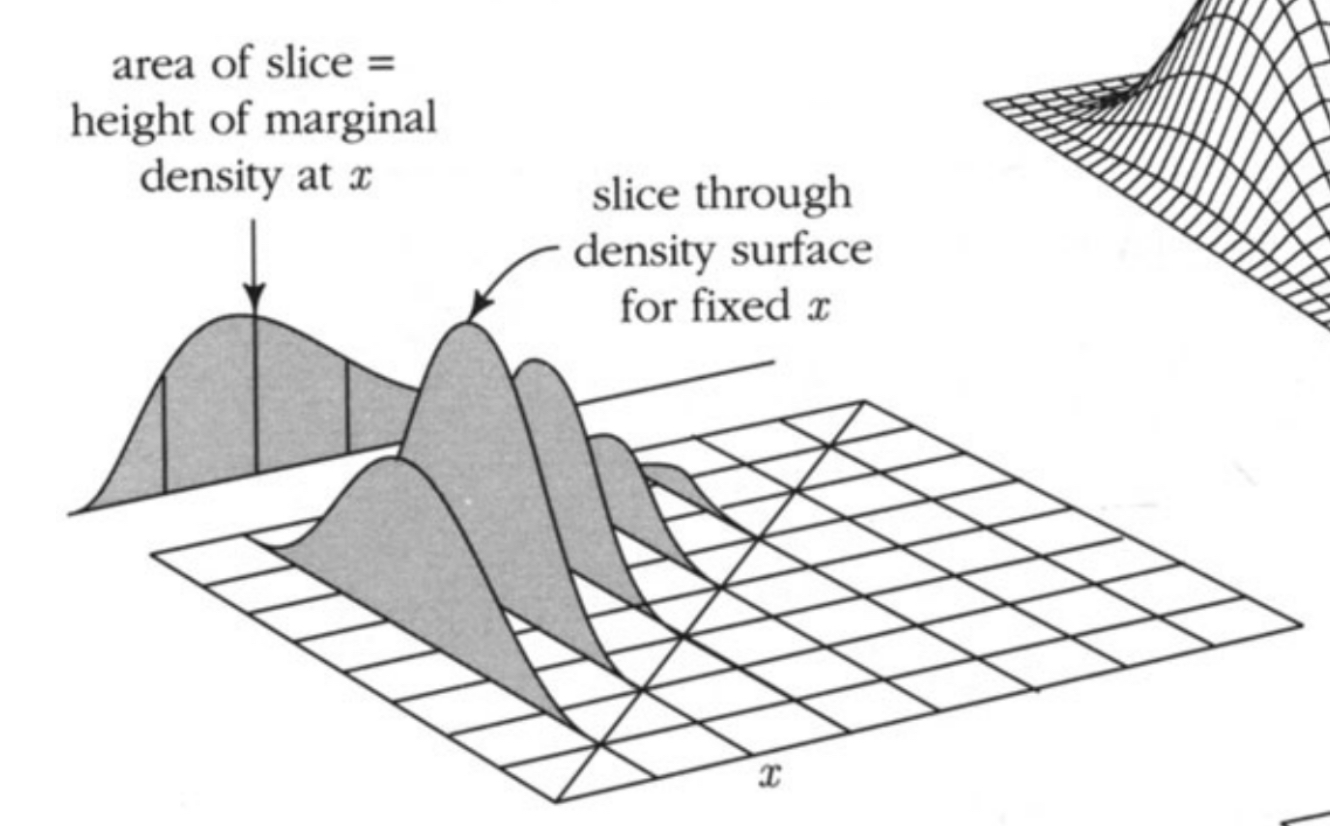 area of slice =
height of marginal
density at x
slice through
density surface
for fixed x
x